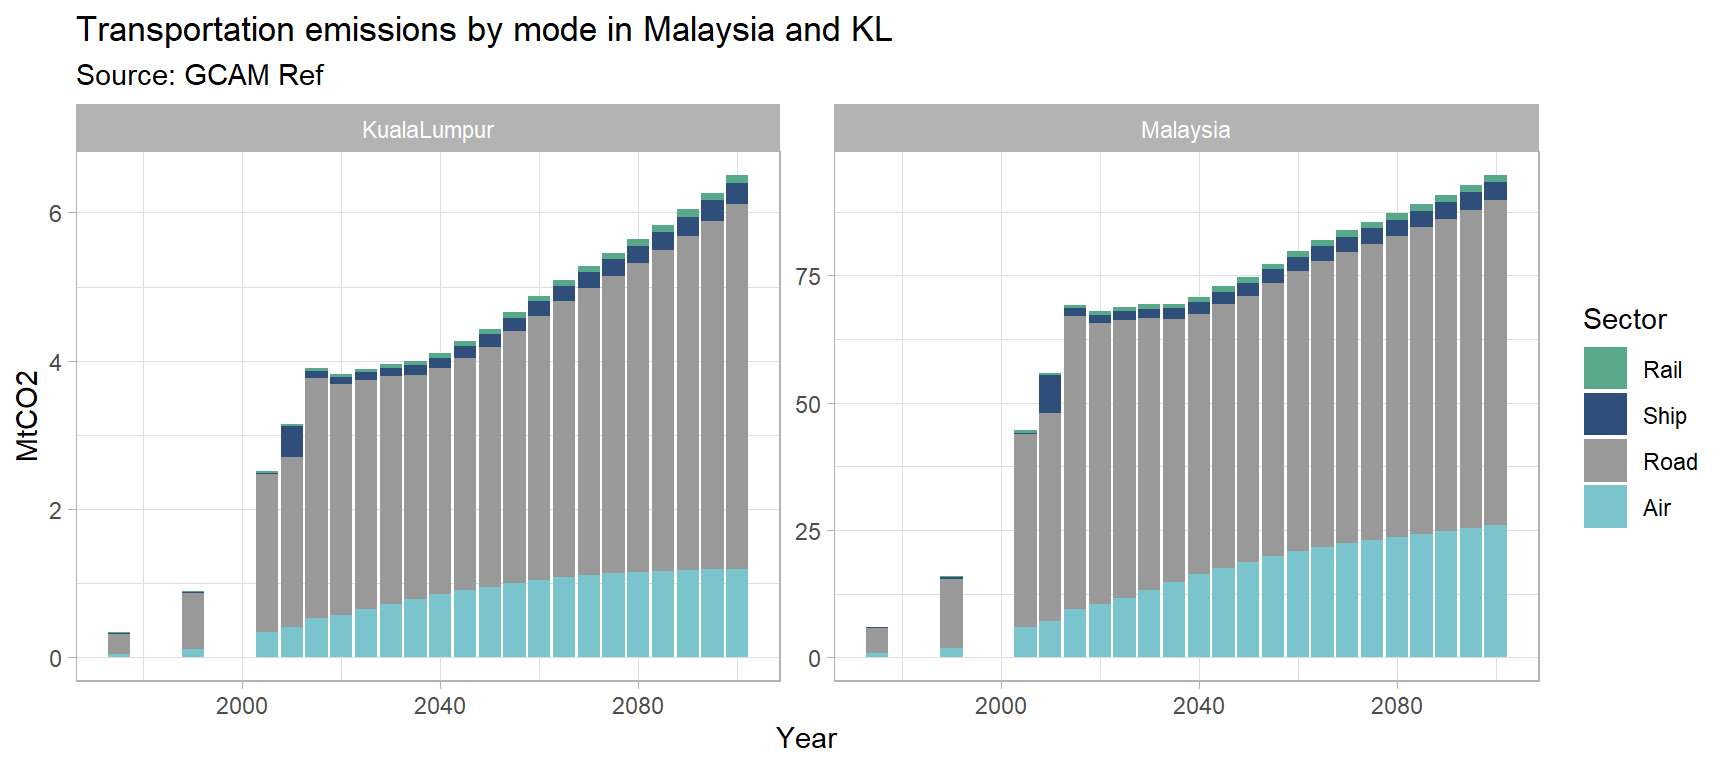 Transportation emissions by mode in Malaysia and KL
Source: GCAM Ref
KualaLumpur
Malaysia
MtCO2
6
4
2
0
75
50
25
0
2000 2040 2080
2000 2040 2080
Year
Sector
Rail
Ship
Road
Air